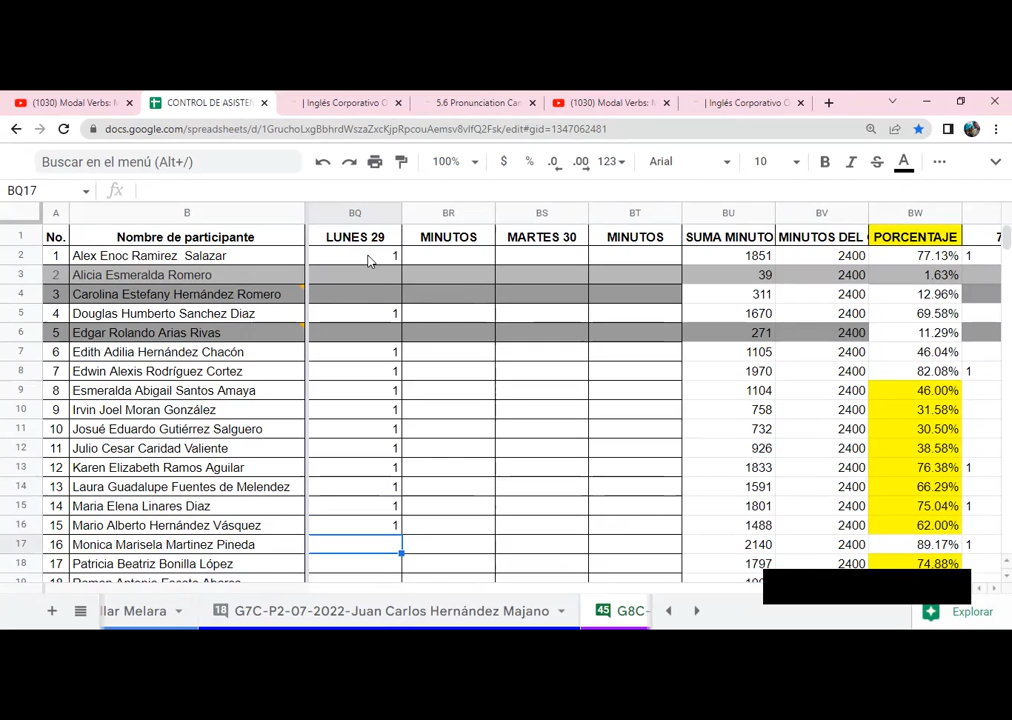 (1030) Modal Verbs: M
CONTROL DE ASISTEN
| Inglés Corporativo O
5.6 Pronunciation Can
(1030) Modal Verbs: M
| Inglés Corporativo O
docs.google.com/spreadsheets/d/1GruchoLxgBbhrdWszaZxcKjpRpcouAemsv8vlfQ2Fsk/edit#gid=1347062481
Buscar en el menú (Alt+/)
100% $ % .0 .00 123 Arial 10 B I S A
BQ17 fx
A B BQ BR BS BT BU BV BW
1 No. Nombre de participante LUNES 29 MINUTOS MARTES 30 MINUTOS SUMA MINUTO MINUTOS DEL PORCENTAJE 7
2 1 Alex Enoc Ramirez Salazar 1 1851 2400 77.13% 1
3 2 Alicia Esmeralda Romero 39 2400 1.63%
4 3 Carolina Estefany Hernández Romero 311 2400 12.96%
5 4 Douglas Humberto Sanchez Diaz 1 1670 2400 69.58%
6 5 Edgar Rolando Arias Rivas 271 2400 11.29%
7 6 Edith Adilia Hernández Chacón 1 1105 2400 46.04%
8 7 Edwin Alexis Rodríguez Cortez 1 1970 2400 82.08% 1
9 8 Esmeralda Abigail Santos Amaya 1 1104 2400 46.00%
10 9 Irvin Joel Moran González 1 758 2400 31.58%
11 10 Josué Eduardo Gutiérrez Salguero 1 732 2400 30.50%
12 11 Julio Cesar Caridad Valiente 1 926 2400 38.58%
13 12 Karen Elizabeth Ramos Aguilar 1 1833 2400 76.38% 1
14 13 Laura Guadalupe Fuentes de Melendez 1 1591 2400 66.29%
15 14 Maria Elena Linares Diaz 1 1801 2400 75.04% 1
16 15 Mario Alberto Hernández Vásquez 1 1488 2400 62.00%
17 16 Monica Marisela Martinez Pineda 2140 2400 89.17% 1
18 17 Patricia Beatriz Bonilla López 1797 2400 74.88%
llar Melara 18 G7C-P2-07-2022-Juan Carlos Hernández Majano 45 G8C- Explorar